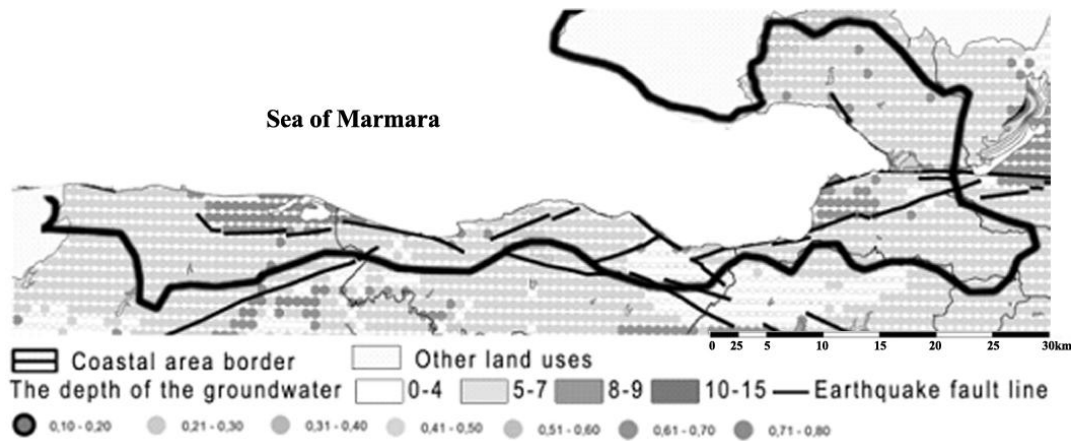 Sea of Marmara
0 25 5 10 15 20 25 30km
Coastal area border Other land uses
The depth of the groundwater 0-4 5-7 8-9 10-15 Earthquake fault line
0,10 - 0,20 0,21 - 0,30 0,31 - 0,40 0,41 - 0,50 0,51 - 0,60 0,61 - 0,70 0,71 - 0,80